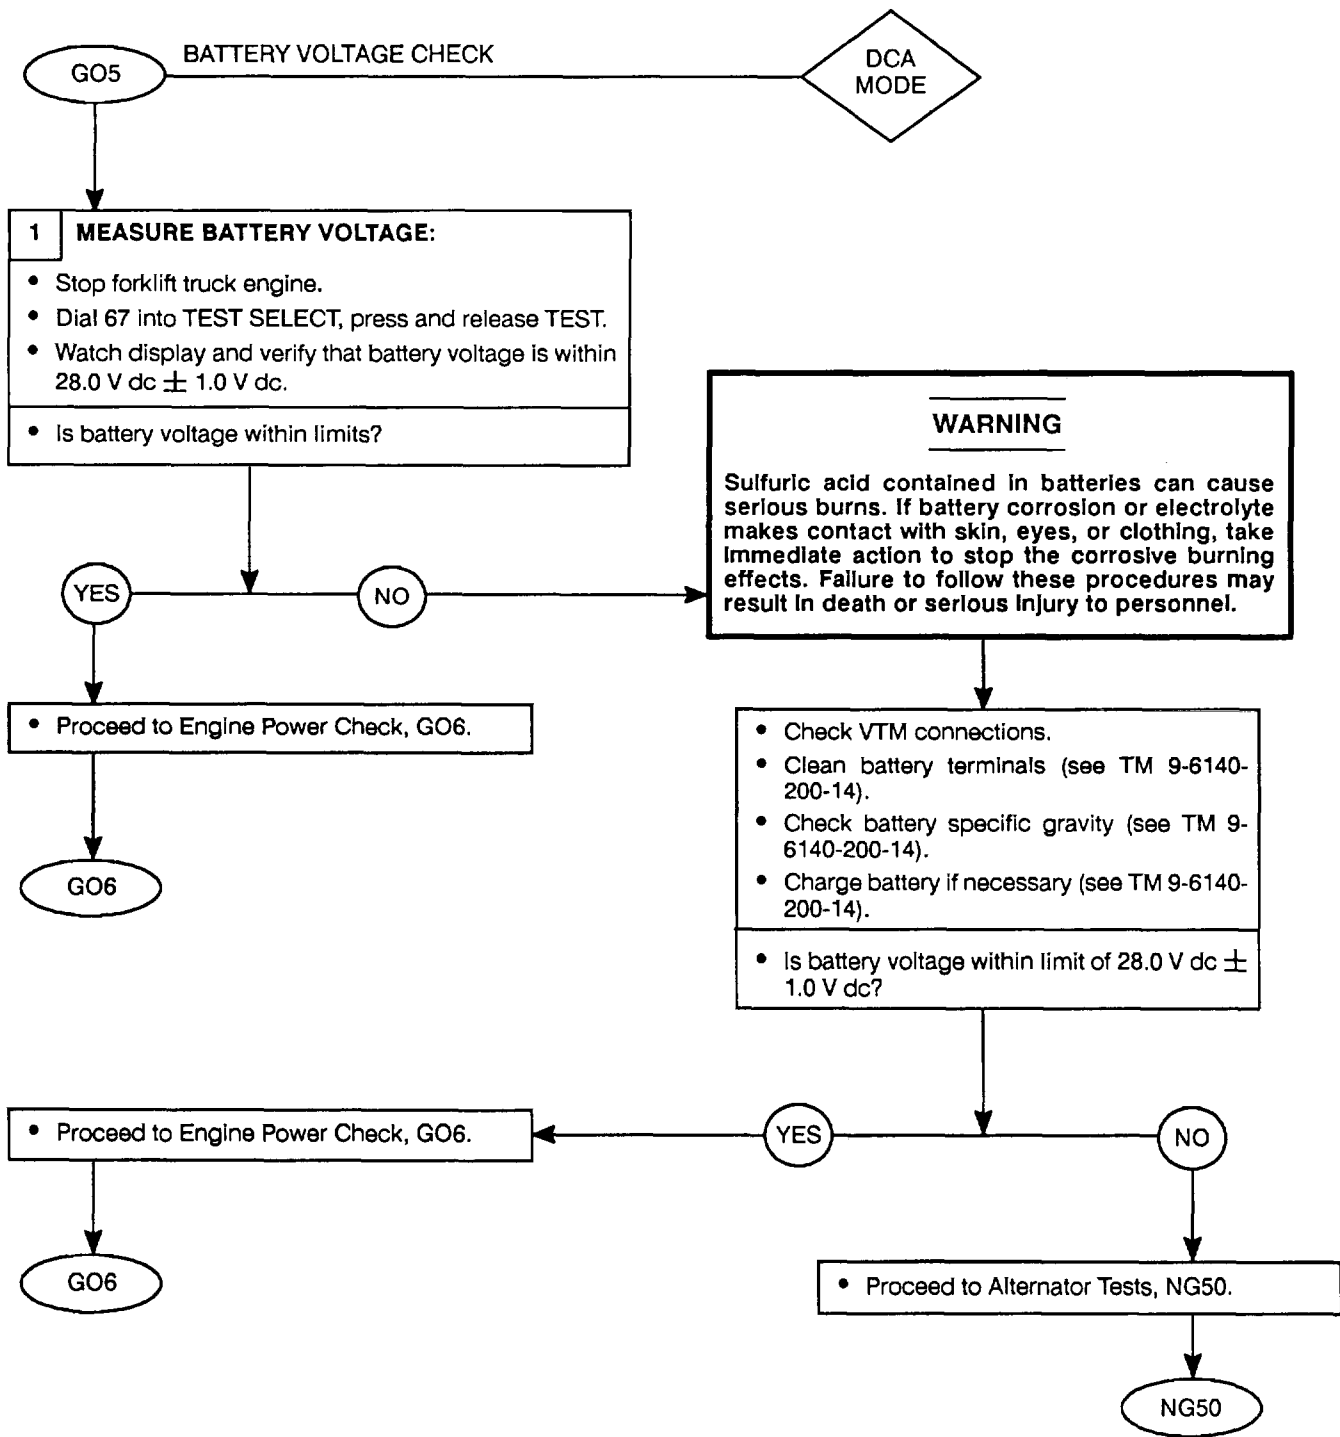 GO5
BATTERY VOLTAGE CHECK
DCA
MODE
1
MEASURE BATTERY VOLTAGE:
• Stop forklift truck engine.
• Dial 67 into TEST SELECT, press and release TEST.
• Watch display and verify that battery voltage is within
28.0 V dc ± 1.0 V dc.
• Is battery voltage within limits?
YES
NO
WARNING
Sulfuric acid contained in batteries can cause
serious burns. If battery corrosion or electrolyte
makes contact with skin, eyes, or clothing, take
immediate action to stop the corrosive burning
effects. Failure to follow these procedures may
result in death or serious injury to personnel.
• Proceed to Engine Power Check, GO6.
GO6
• Check VTM connections.
• Clean battery terminals (see TM 9-6140-
200-14).
• Check battery specific gravity (see TM 9-
6140-200-14).
• Charge battery if necessary (see TM 9-6140-
200-14).
• Is battery voltage within limit of 28.0 V dc ±
1.0 V dc?
• Proceed to Engine Power Check, GO6.
YES
NO
GO6
• Proceed to Alternator Tests, NG50.
NG50